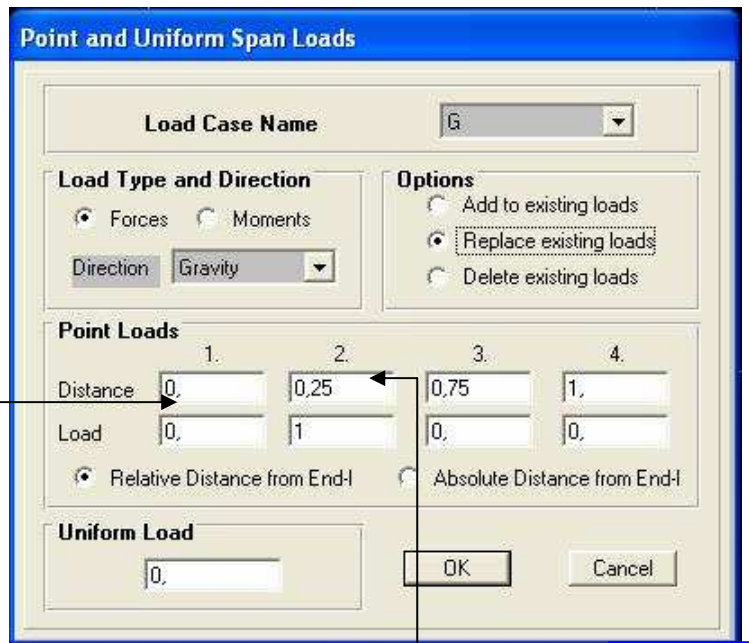 Point and Uniform Span Loads
Load Case Name G
Load Type and Direction
Forces Moments
Direction Gravity
Options
Add to existing loads
Replace existing loads
Delete existing loads
Point Loads
1. 2. 3. 4.
Distance 0, 0,25 0,75 1,
Load 0, 1 0, 0,
Relative Distance from End-I Absolute Distance from End-I
Uniform Load
0,
OK Cancel